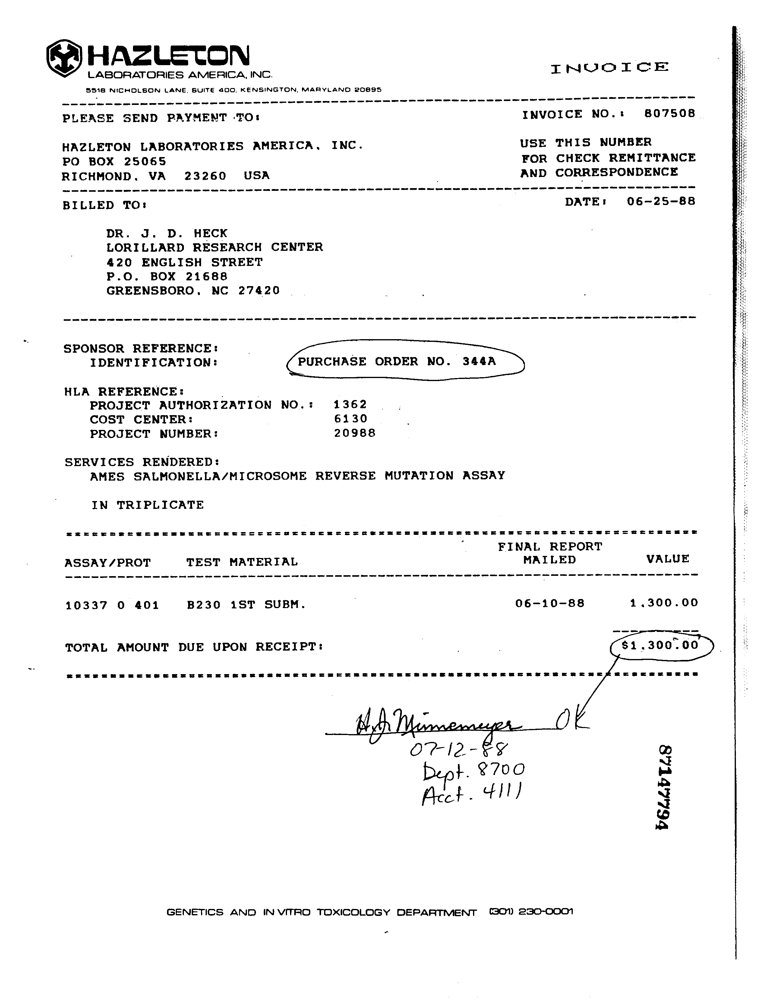 HAZLETON
LABORATORIES AMERICA, INC.
5516 NICHOLSON LANE, SUITE 400, KENSINGTON, MARYLAND 20895
INVOICE
PLEASE SEND PAYMENT TO:
INVOICE NO.: 807508
HAZLETON LABORATORIES AMERICA, INC.
PO BOX 25065
RICHMOND, VA 23260 USA
USE THIS NUMBER
FOR CHECK REMITTANCE
AND CORRESPONDENCE
BILLED TO:
DATE: 06-25-88
DR. J. D. HECK
LORILLARD RESEARCH CENTER
420 ENGLISH STREET
P.O. BOX 21688
GREENSBORO, NC 27420
SPONSOR REFERENCE:
IDENTIFICATION: PURCHASE ORDER NO. 344A
HLA REFERENCE:
PROJECT AUTHORIZATION NO.: 1362
COST CENTER: 6130
PROJECT NUMBER: 20988
SERVICES RENDERED:
AMES SALMONELLA/MICROSOME REVERSE MUTATION ASSAY
IN TRIPLICATE
ASSAY/PROT TEST MATERIAL FINAL REPORT MAILED VALUE
10337 0 401 B230 1ST SUBM. 06-10-88 1,300.00
TOTAL AMOUNT DUE UPON RECEIPT: $1,300.00
OK
07-12-88
Dept. 8700
Acct. 4111
87147794
GENETICS AND IN VITRO TOXICOLOGY DEPARTMENT (301) 230-0001